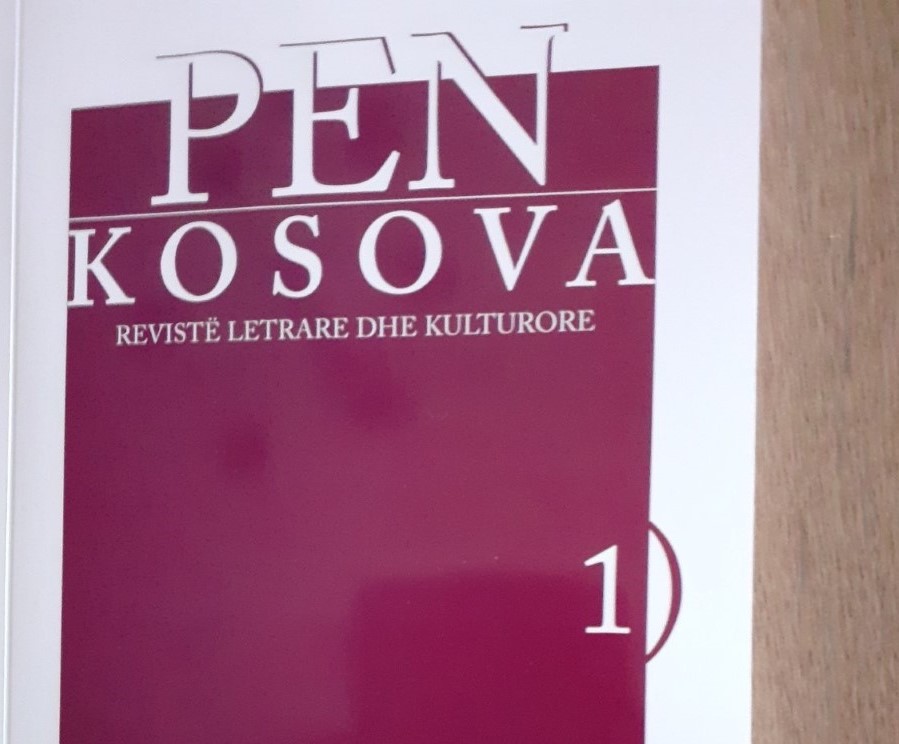 PEN
KOSOVA
REVISTË LETRARE DHE KULTURORE
1)